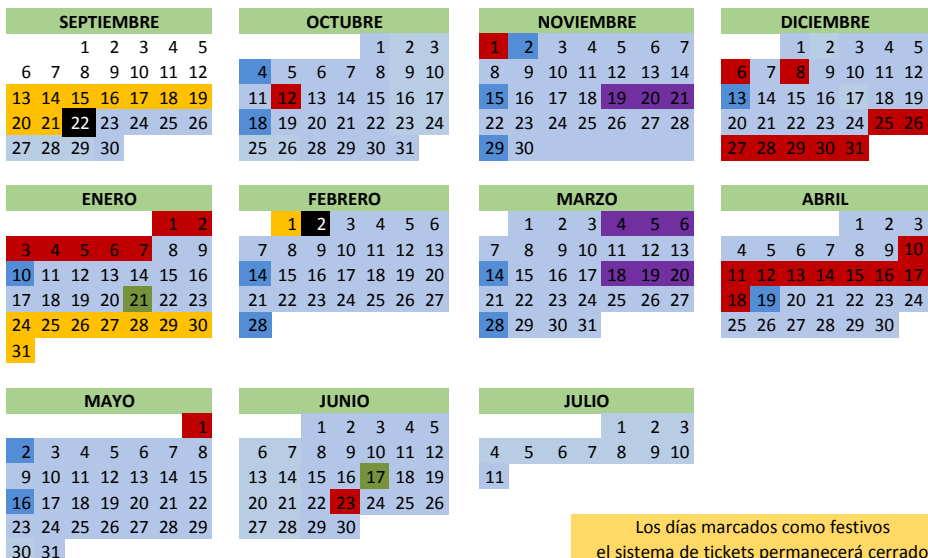 SEPTIEMBRE
1 2 3 4 5
6 7 8 9 10 11 12
13 14 15 16 17 18 19
20 21 22 23 24 25 26
27 28 29 30
OCTUBRE
1 2 3
4 5 6 7 8 9 10
11 12 13 14 15 16 17
18 19 20 21 22 23 24
25 26 28 29 30 31
NOVIEMBRE
1 2 3 4 5 6 7
8 9 10 11 12 13 14
15 16 17 18 19 20 21
22 23 24 25 26 27 28
29 30
DICIEMBRE
1 2 3 4 5
6 7 8 9 10 11 12
13 14 15 16 17 18 19
20 21 22 23 24 25 26
27 28 29 30 31
ENERO
1 2
3 4 5 6 7 8 9
10 11 12 13 14 15 16
17 18 19 20 21 22 23
24 25 26 27 28 29 30
31
FEBRERO
1 2 3 4 5 6
7 8 9 10 11 12 13
14 15 16 17 18 19 20
21 22 23 24 25 26 27
28
MARZO
1 2 3 4 5 6
7 8 9 10 11 12 13
14 15 16 17 18 19 20
21 22 23 24 25 26 27
28 29 30 31
ABRIL
1 2 3
4 5 6 7 8 9 10
11 12 13 14 15 16 17
18 19 20 21 22 23 24
25 26 27 28 29 30
MAYO
1
2 3 4 5 6 7 8
9 10 11 12 13 14 15
16 17 18 19 20 21 22
23 24 25 26 27 28 29
30 31
JUNIO
1 2 3 4 5
6 7 8 9 10 11 12
13 14 15 16 17 18 19
20 21 22 23 24 25 26
27 28 29 30
JULIO
1 2 3
4 5 6 7 8 9 10
11
Los días marcados como festivos
el sistema de tickets permanecerá cerrado